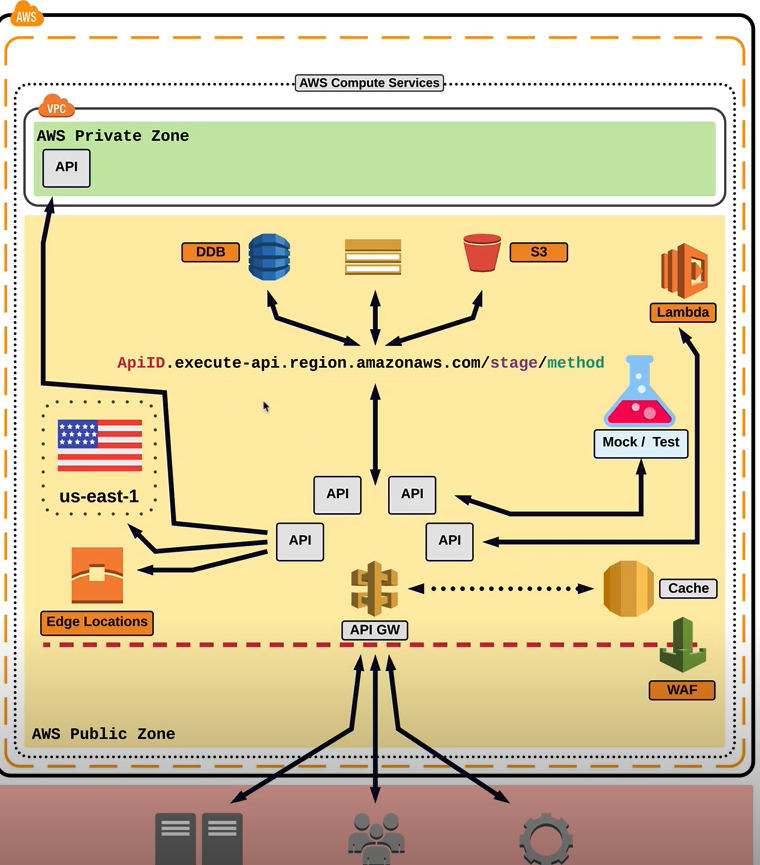 AWS
AWS Compute Services
VPC
AWS Private Zone
API
DDB
S3
Lambda
ApiID.execute-api.region.amazonaws.com/stage/method
Mock / Test
us-east-1
API
API
API
API
Edge Locations
Cache
API GW
WAF
AWS Public Zone